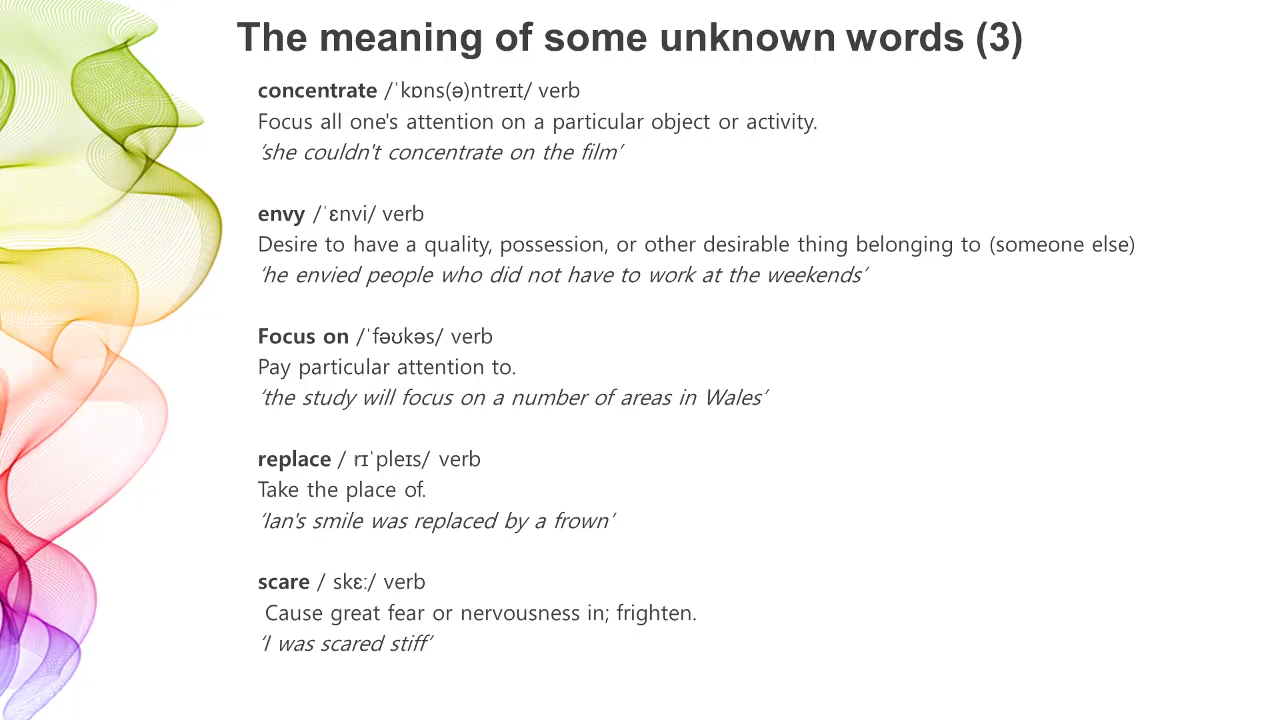 The meaning of some unknown words (3)
concentrate /ˈkɒns(ə)ntreɪt/ verb
Focus all one's attention on a particular object or activity.
‘she couldn't concentrate on the film’
envy /ˈɛnvi/ verb
Desire to have a quality, possession, or other desirable thing belonging to (someone else)
‘he envied people who did not have to work at the weekends’
Focus on /ˈfəʊkəs/ verb
Pay particular attention to.
‘the study will focus on a number of areas in Wales’
replace / rɪˈpleɪs/ verb
Take the place of.
‘Ian's smile was replaced by a frown’
scare / skɛː/ verb
Cause great fear or nervousness in; frighten.
‘I was scared stiff’